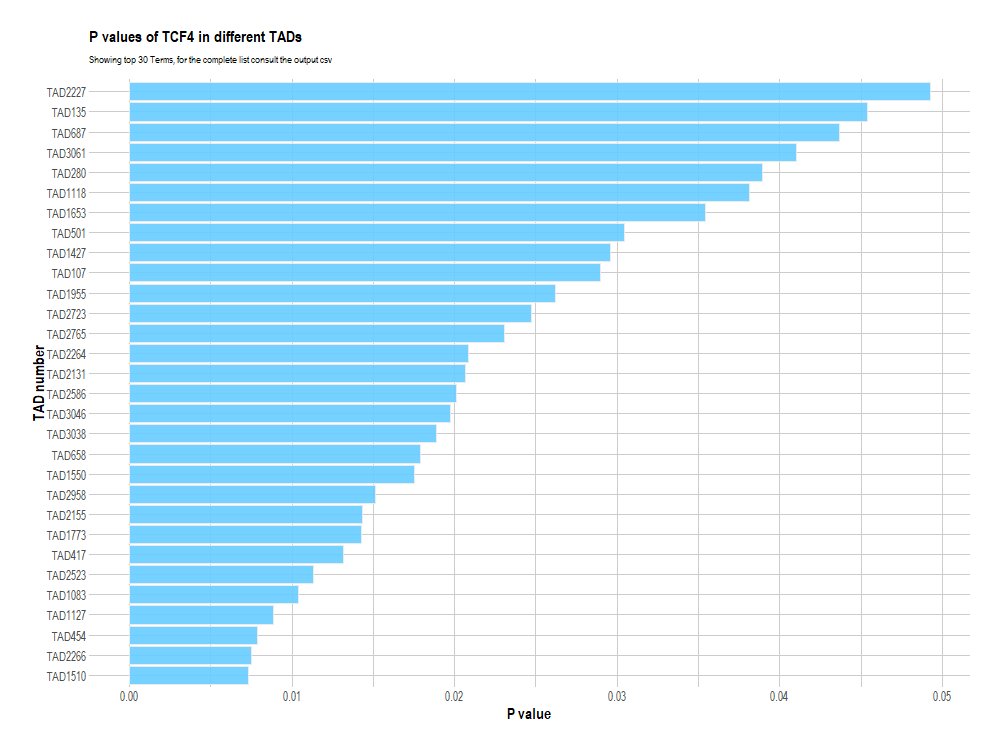 P values of TCF4 in different TADs
Showing top 30 Terms, for the complete list consult the output csv
TAD number
TAD2227
TAD135
TAD687
TAD3061
TAD280
TAD1118
TAD1653
TAD501
TAD1427
TAD107
TAD1955
TAD2723
TAD2765
TAD2264
TAD2131
TAD2586
TAD3046
TAD3038
TAD658
TAD1550
TAD2958
TAD2155
TAD1773
TAD417
TAD2523
TAD1083
TAD1127
TAD454
TAD2266
TAD1510
0.00 0.01 0.02 0.03 0.04 0.05
P value